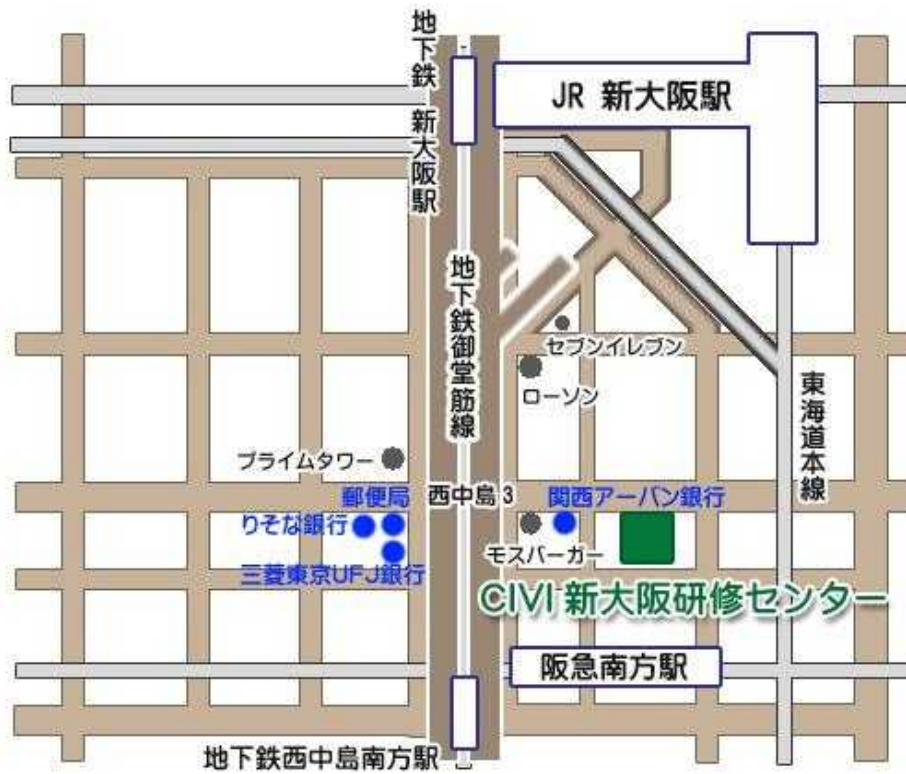 地下鉄 新大阪駅
JR 新大阪駅
地下鉄御堂筋線
セブンイレブン
ローソン
東海道本線
プライムタワー
郵便局
西中島3
関西アーバン銀行
りそな銀行
モスバーガー
三菱東京UFJ銀行
CIVI 新大阪研修センター
阪急南方駅
地下鉄西中島南方駅